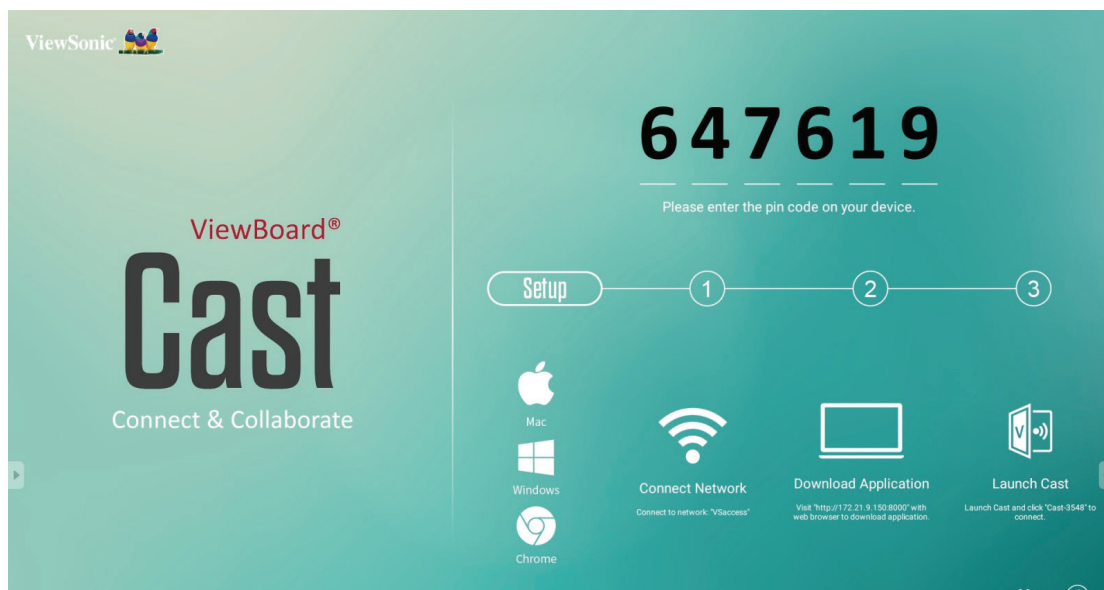 ViewSonic
647619
Please enter the pin code on your device.
ViewBoard®
Cast
Connect & Collaborate
Setup
1
2
3
Mac
Windows
Chrome
Connect Network
Connect to network: "VSaccess"
Download Application
Visit "http://172.21.9.150:8000" with
web browser to download application.
Launch Cast
Launch Cast and click "Cast-3548" to
connect.
V